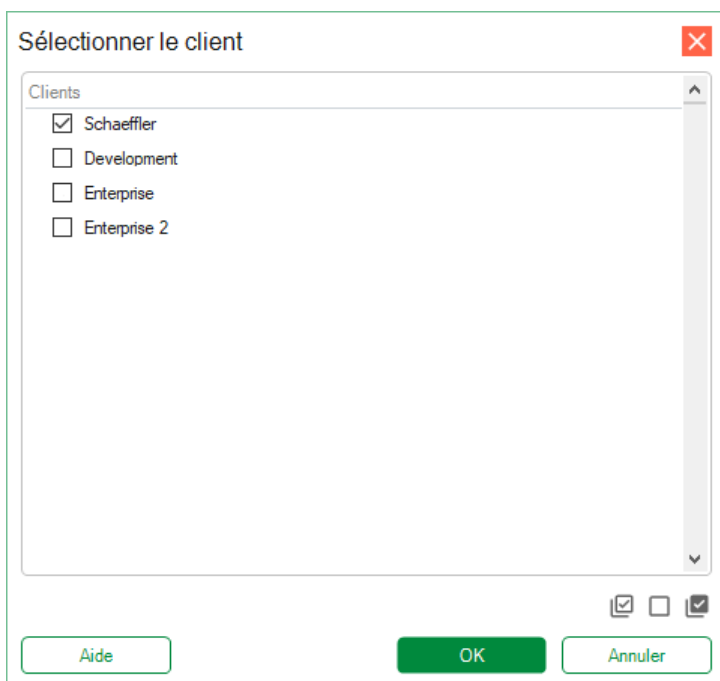 Sélectionner le client
Clients
Schaeffler
Development
Enterprise
Enterprise 2
Aide
OK
Annuler